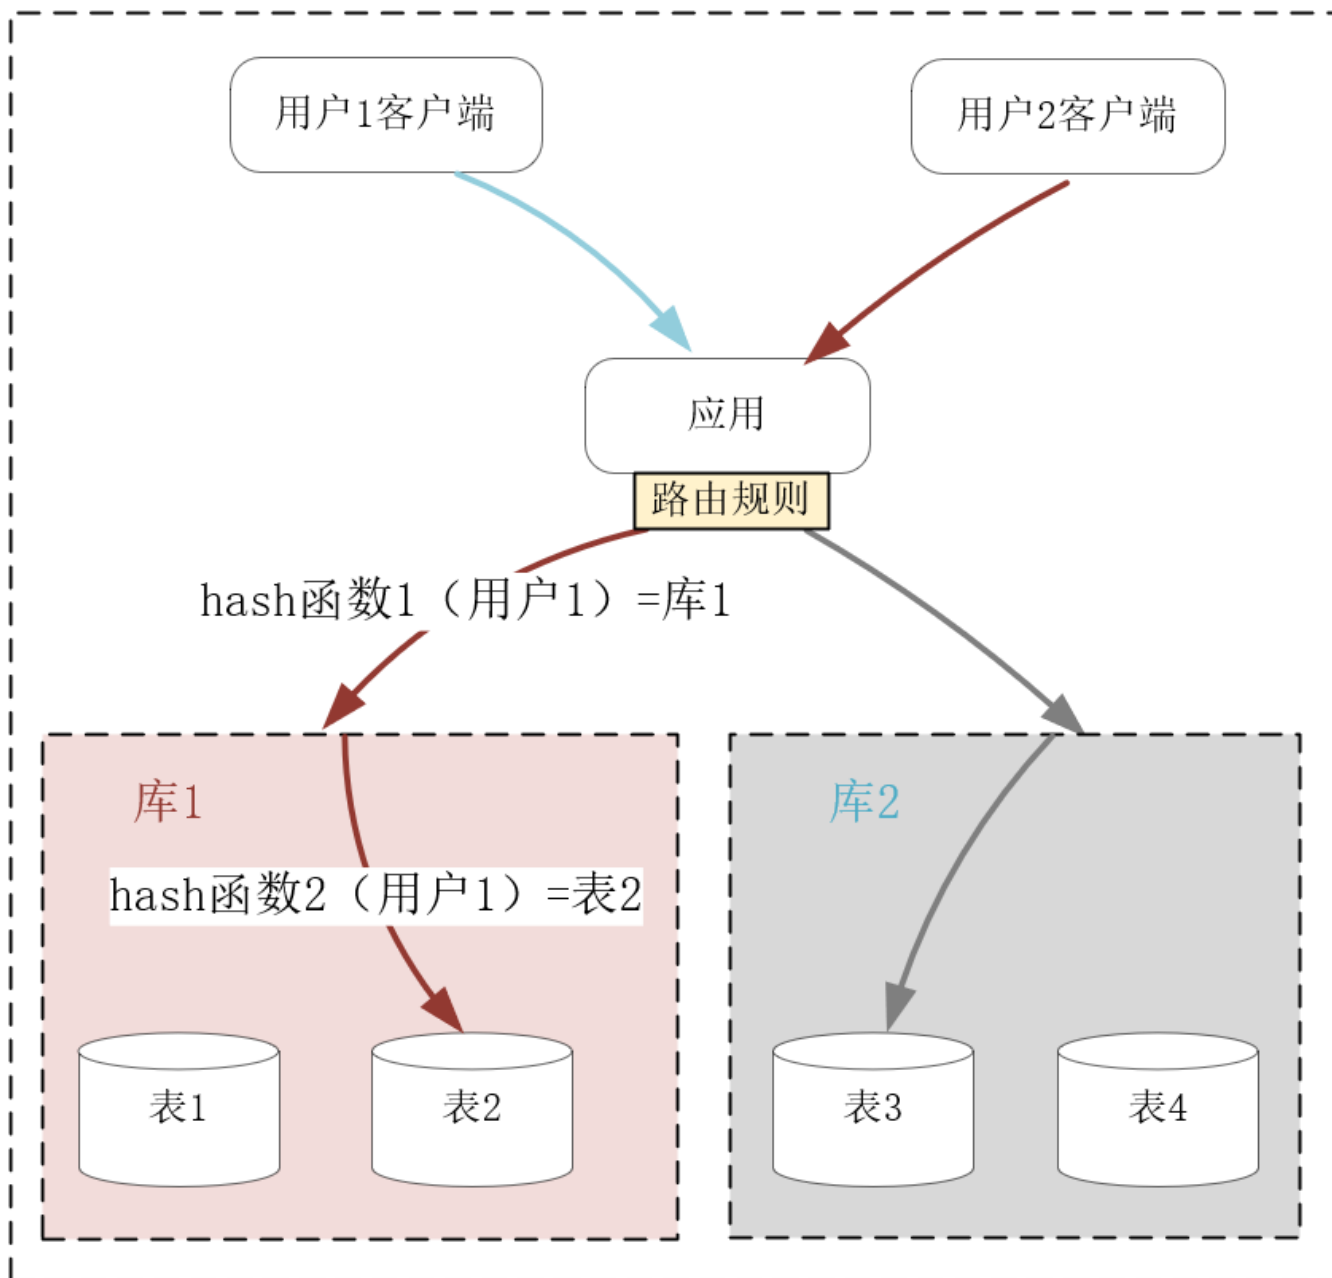 用户1客户端
用户2客户端
应用
路由规则
hash函数1（用户1）=库1
库1
库2
hash函数2（用户1）=表2
表1
表2
表3
表4